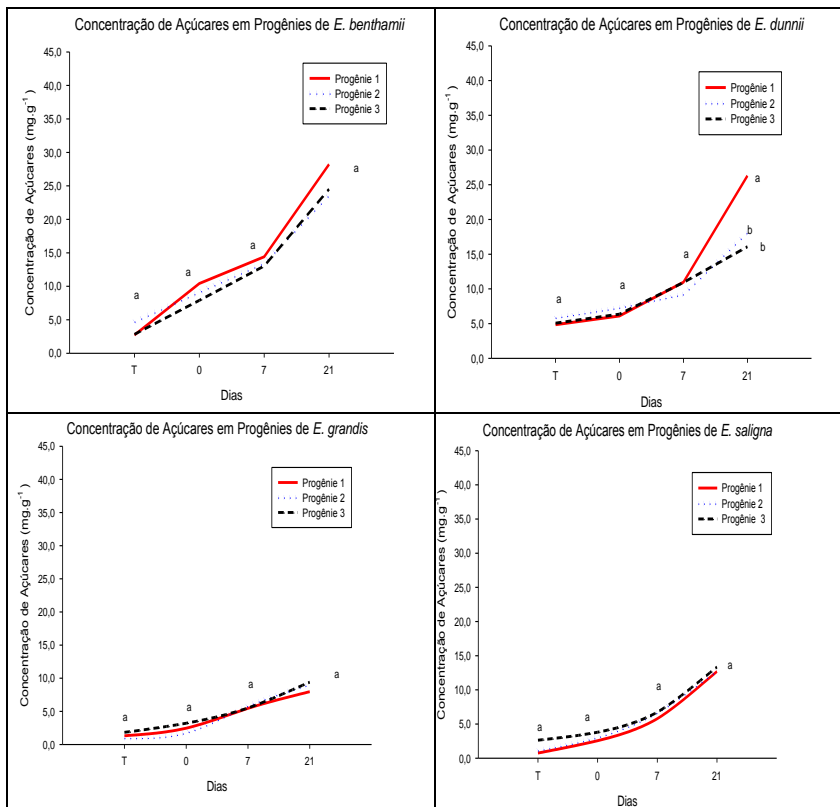 Concentração de Açúcares em Progênies de E. benthamii
45,0
40,0
35,0
30,0
25,0
20,0
15,0
10,0
5,0
0,0
Concentração de Açúcares (mg.g⁻¹ )
Progênie 1
Progênie 2
Progênie 3
a
a
a
a
T 0 7 21
Dias
Concentração de Açúcares em Progênies de E. dunnii
45,0
40,0
35,0
30,0
25,0
20,0
15,0
10,0
5,0
0,0
Concentração de Açúcares (mg.g⁻¹ )
Progênie 1
Progênie 2
Progênie 3
a
a
a
a
b
b
T 0 7 21
Dias
Concentração de Açúcares em Progênies de E. grandis
45,0
40,0
35,0
30,0
25,0
20,0
15,0
10,0
5,0
0,0
Concentração de Açúcares (mg.g⁻¹ )
Progênie 1
Progênie 2
Progênie 3
a
a
a
a
T 0 7 21
Dias
Concentração de Açúcares em Progênies de E. saligna
45,0
40,0
35,0
30,0
25,0
20,0
15,0
10,0
5,0
0,0
Concentração de Açúcares (mg.g⁻¹ )
Progênie 1
Progênie 2
Progênie 3
a
a
a
a
T 0 7 21
Dias